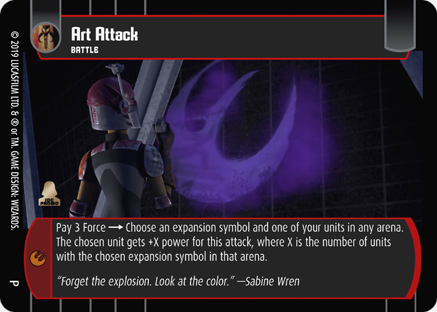 Art Attack
BATTLE
© 2019 LUCASFILM LTD. & ® or TM. GAME DESIGN: WIZARDS.
P
Pay 3 Force → Choose an expansion symbol and one of your units in any arena.
The chosen unit gets +X power for this attack, where X is the number of units
with the chosen expansion symbol in that arena.
“Forget the explosion. Look at the color.” —Sabine Wren